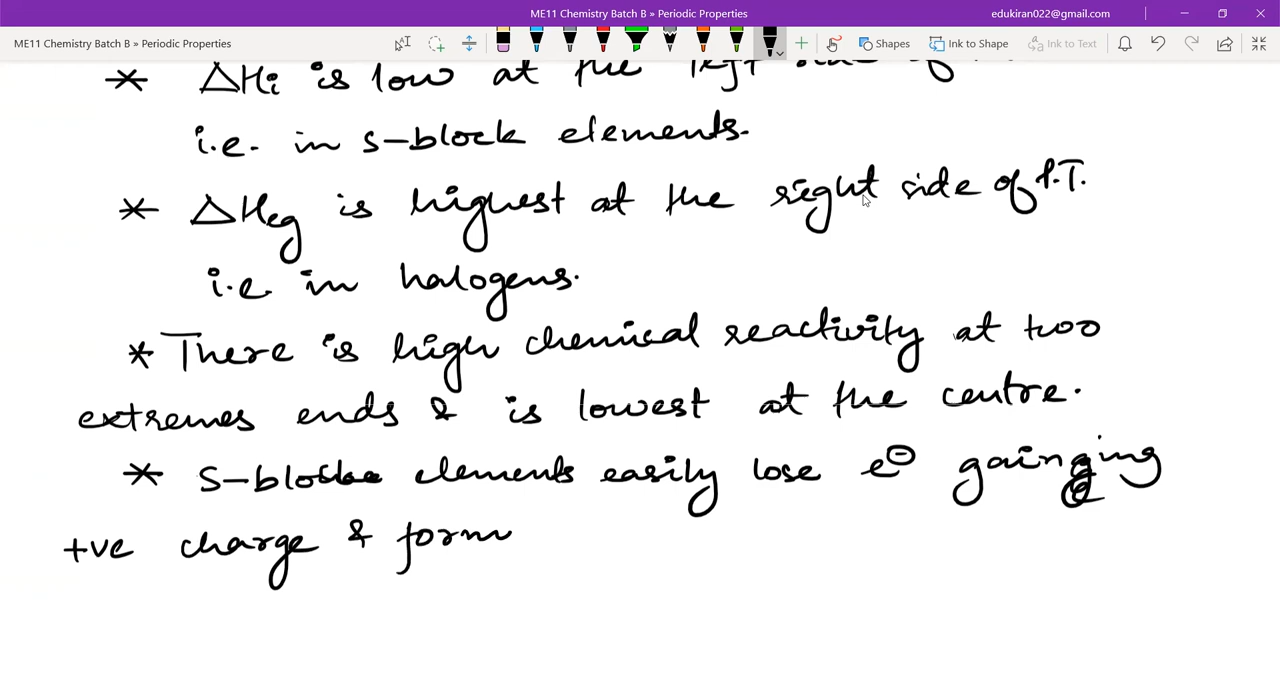 ME11 Chemistry Batch B » Periodic Properties
edukiran022@gmail.com
ME11 Chemistry Batch B » Periodic Properties
Shapes
Ink to Shape
Ink to Text
* ΔHi is low at the left side of
i.e. in s-block elements.
* ΔHeg is highest at the right side of P.T.
i.e in halogens.
* There is high chemical reactivity at two
extremes ends & is lowest at the centre.
* S-block elements easily lose e⊖ gaining
+ve charge & form